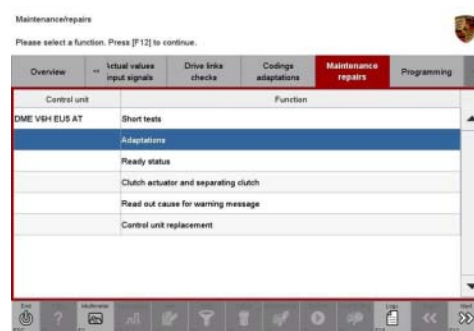 Maintenance/repairs
Please select a function. Press [F12] to continue.
Overview
Actual values input signals
Drive links checks
Codings adaptations
Maintenance repairs
Programming
Control unit
Function
DME V6H EU5 AT
Short tests
Adaptations
Ready status
Clutch actuator and separating clutch
Read out cause for warning message
Control unit replacement